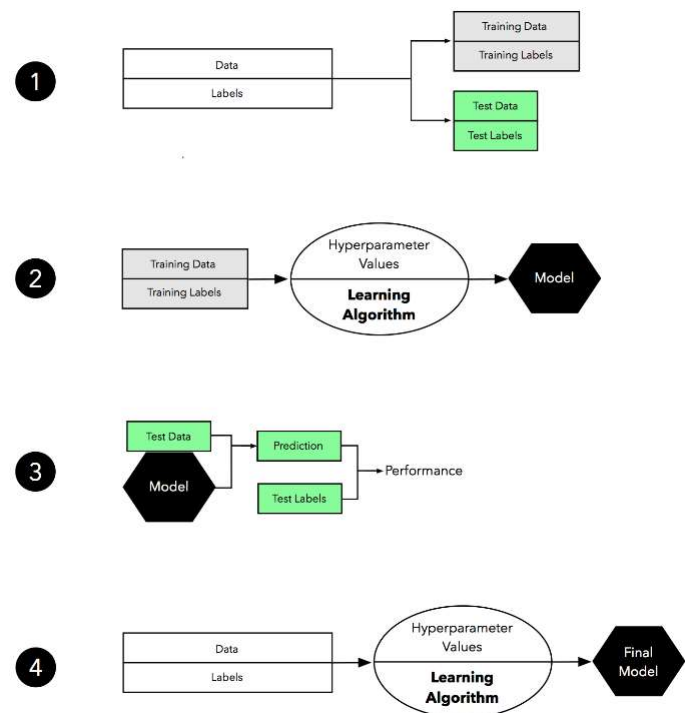 1
Data
Labels
Training Data
Training Labels
Test Data
Test Labels
2
Training Data
Training Labels
Hyperparameter
Values
Learning
Algorithm
Model
3
Test Data
Model
Prediction
Test Labels
Performance
4
Data
Labels
Hyperparameter
Values
Learning
Algorithm
Final
Model